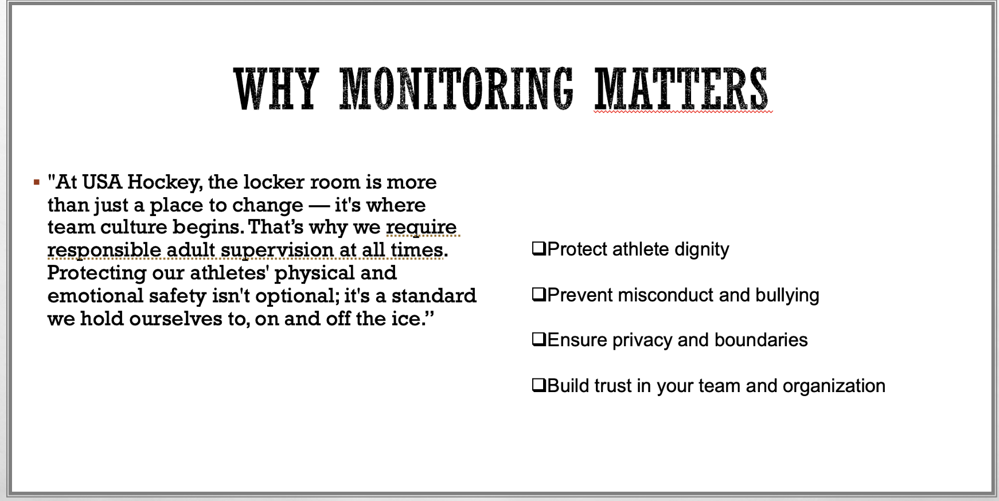 WHY MONITORING MATTERS
"At USA Hockey, the locker room is more
than just a place to change — it's where
team culture begins. That’s why we require
responsible adult supervision at all times.
Protecting our athletes' physical and
emotional safety isn't optional; it's a standard
we hold ourselves to, on and off the ice.”
❑Protect athlete dignity
❑Prevent misconduct and bullying
❑Ensure privacy and boundaries
❑Build trust in your team and organization